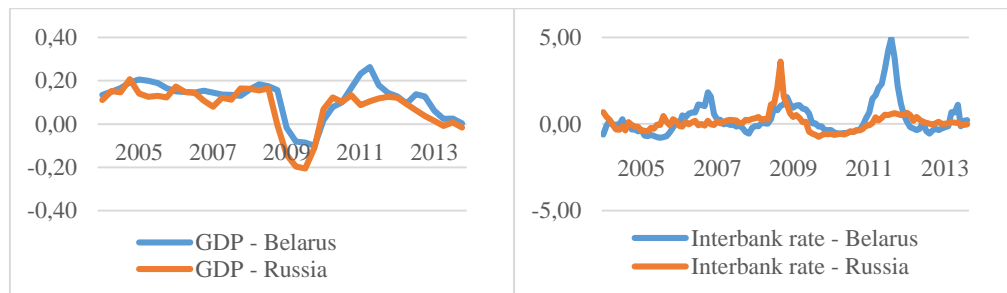 0,40
0,20
0,00
-0,20
-0,40
2005 2007 2009 2011 2013
GDP - Belarus
GDP - Russia
5,00
0,00
-5,00
2005 2007 2009 2011 2013
Interbank rate - Belarus
Interbank rate - Russia